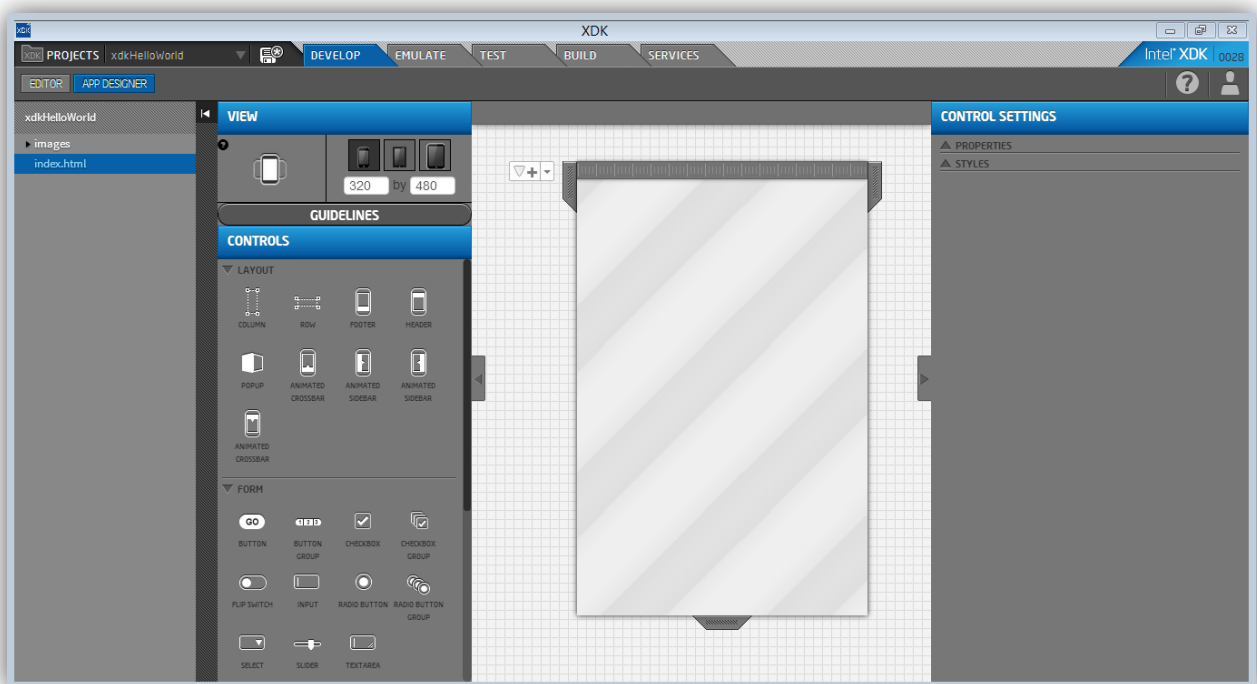 XDK
XDK PROJECTS xdkHelloWorld DEVELOP EMULATE TEST BUILD SERVICES Intel® XDK 0028
EDITOR APP DESIGNER ?
xdkHelloWorld
images
index.html
VIEW
?
320 by 480
GUIDELINES
CONTROLS
LAYOUT
COLUMN ROW FOOTER HEADER
POPUP ANIMATED ANIMATED ANIMATED
CROSSBAR SIDEBAR SIDEBAR
ANIMATED
CROSSBAR
FORM
GO 1 2 3
BUTTON BUTTON CHECKBOX CHECKBOX
GROUP GROUP
FLIP SWITCH INPUT RADIO BUTTON RADIO BUTTON
GROUP
SELECT SLIDER TEXTAREA
CONTROL SETTINGS
PROPERTIES
STYLES